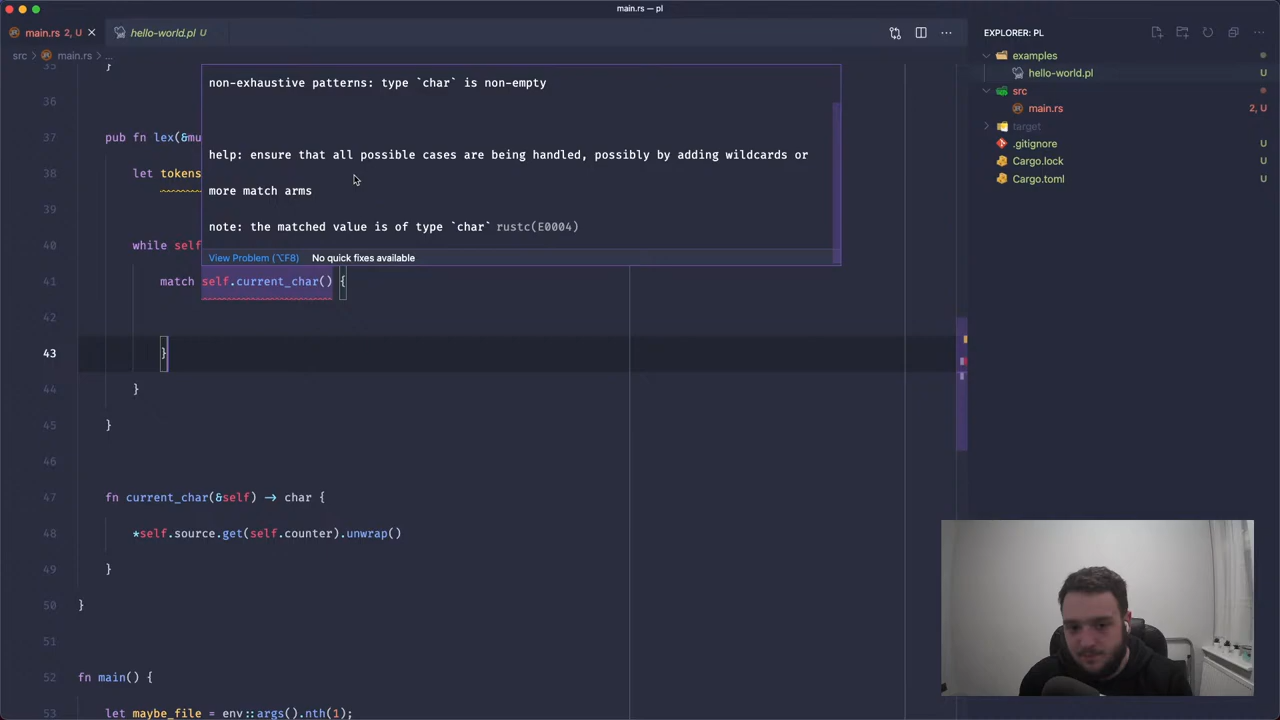 main.rs — pl
main.rs 2, U
hello-world.pl U
EXPLORER: PL
src > main.rs > ...
examples
hello-world.pl U
src
main.rs 2, U
target
.gitignore U
Cargo.lock U
Cargo.toml U
35 }
non-exhaustive patterns: type `char` is non-empty
36
37 pub fn lex(&mu
help: ensure that all possible cases are being handled, possibly by adding wildcards or
38 let tokens
more match arms
39
note: the matched value is of type `char` rustc(E0004)
40 while self
View Problem (⌥F8) No quick fixes available
41 match self.current_char() {
42
43 }
44 }
45 }
46
47 fn current_char(&self) → char {
48 *self.source.get(self.counter).unwrap()
49 }
50 }
51
52 fn main() {
53 let maybe_file = env::args().nth(1);